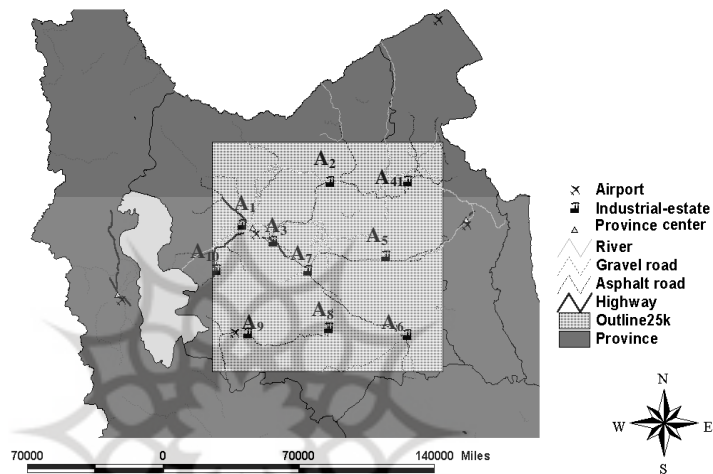 A2
A41
A1
A3
A5
A10
A7
A9
A8
A6
Airport
Industrial-estate
Province center
River
Gravel road
Asphalt road
Highway
Outline25k
Province
N
W E
S
70000 0 70000 140000 Miles